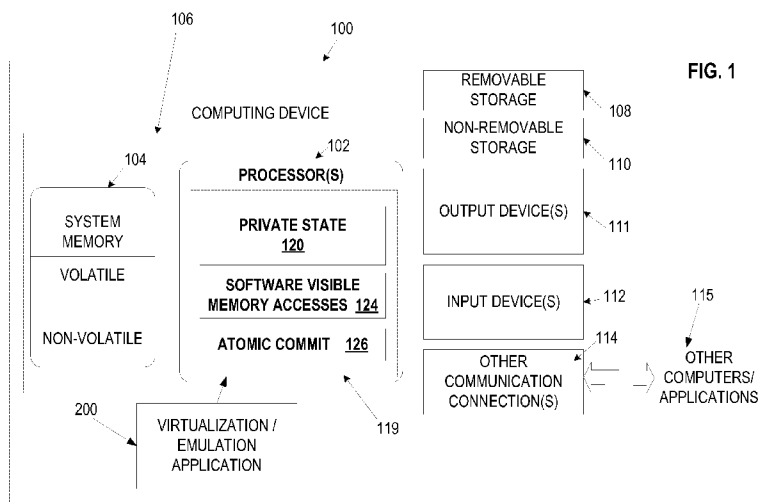 106
100
FIG. 1
COMPUTING DEVICE
REMOVABLE
STORAGE
108
NON-REMOVABLE
STORAGE
110
104
102
PROCESSOR(S)
SYSTEM
MEMORY
VOLATILE
NON-VOLATILE
PRIVATE STATE
120
SOFTWARE VISIBLE
MEMORY ACCESSES 124
ATOMIC COMMIT 126
OUTPUT DEVICE(S)
111
INPUT DEVICE(S)
112
114
115
OTHER
COMMUNICATION
CONNECTION(S)
OTHER
COMPUTERS/
APPLICATIONS
200
VIRTUALIZATION /
EMULATION
APPLICATION
119